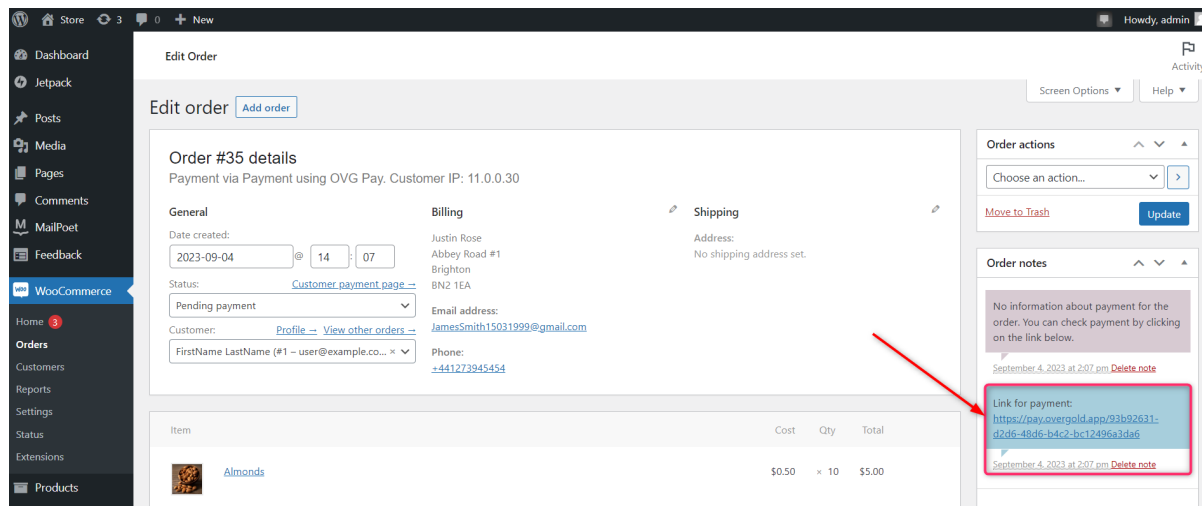 Store 3 0 New Howdy, admin
Dashboard
Jetpack
Posts
Media
Pages
Comments
MailPoet
Feedback
WooCommerce
Home 3
Orders
Customers
Reports
Settings
Status
Extensions
Products
Edit Order
Activity
Screen Options ▼ Help ▼
Edit order Add order
Order #35 details
Payment via Payment using OVG Pay. Customer IP: 11.0.0.30
General
Date created:
2023-09-04 @ 14 : 07
Status: Customer payment page →
Pending payment
Customer: Profile → View other orders →
FirstName LastName (#1 – user@example.co... ×
Billing
Justin Rose
Abbey Road #1
Brighton
BN2 1EA
Email address:
JamesSmith15031999@gmail.com
Phone:
+441273945454
Shipping
Address:
No shipping address set.
Item Cost Qty Total
Almonds $0.50 × 10 $5.00
Order actions
Choose an action...
Move to Trash Update
Order notes
No information about payment for the
order. You can check payment by clicking
on the link below.
September 4, 2023 at 2:07 pm Delete note
Link for payment:
https://pay.overgold.app/93b92631-
d2d6-48d6-b4c2-bc12496a3da6
September 4, 2023 at 2:07 pm Delete note